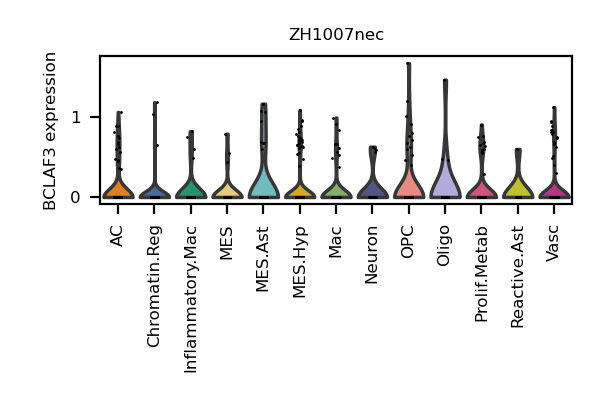 ZH1007nec
BCLAF3 expression
1
0
AC
Chromatin.Reg
Inflammatory.Mac
MES
MES.Ast
MES.Hyp
Mac
Neuron
OPC
Oligo
Prolif.Metab
Reactive.Ast
Vasc